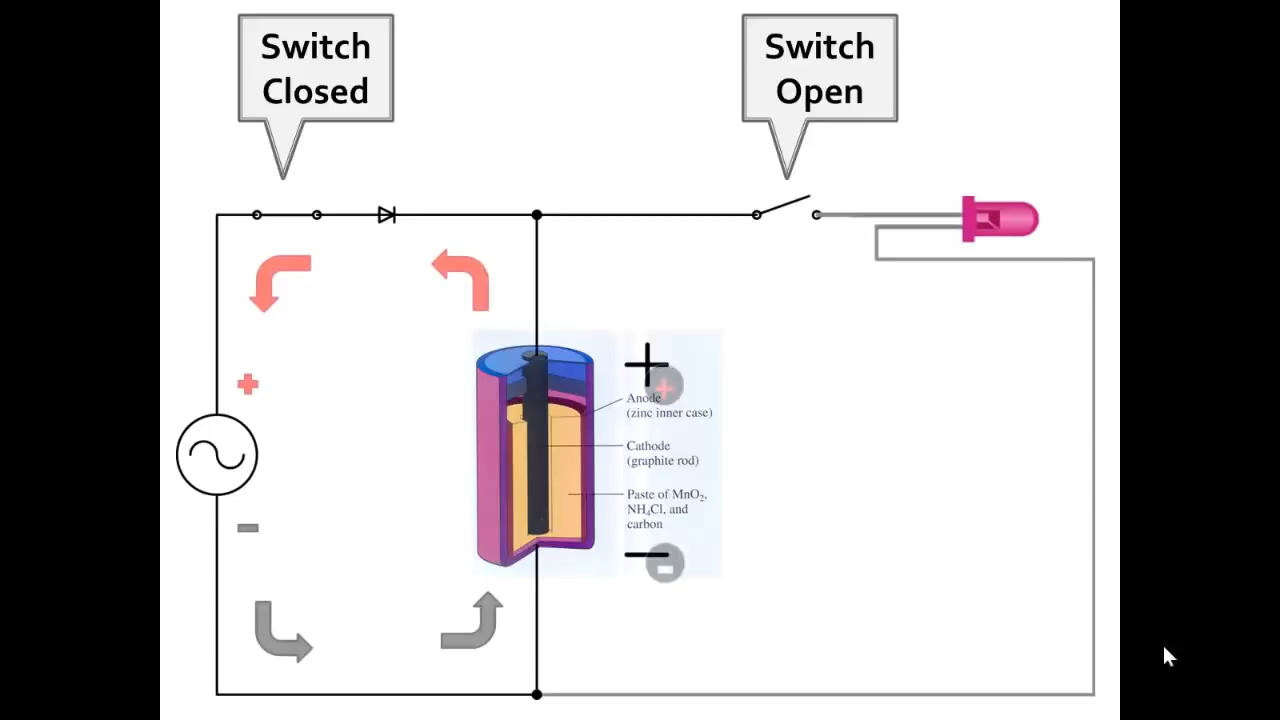 Switch
Closed
Switch
Open
Anode
(zinc inner case)
Cathode
(graphite rod)
Paste of MnO₂,
NH₄Cl, and
carbon